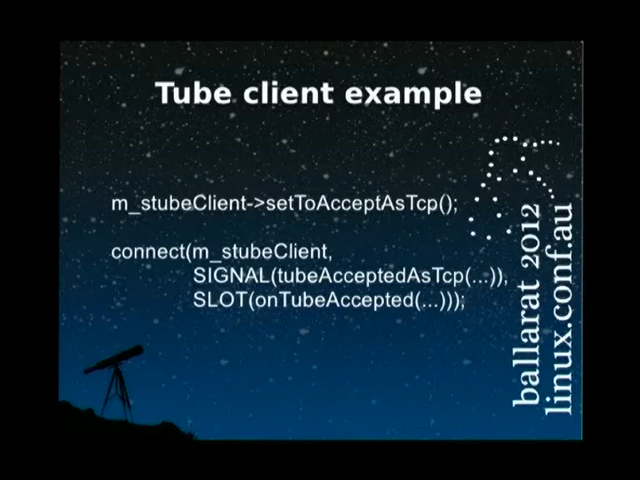 Tube client example
m_stubeClient->setToAcceptAsTcp();
connect(m_stubeClient,
SIGNAL(tubeAcceptedAsTcp(...)),
SLOT(onTubeAccepted(...)));
ballarat 2012
linux.conf.au